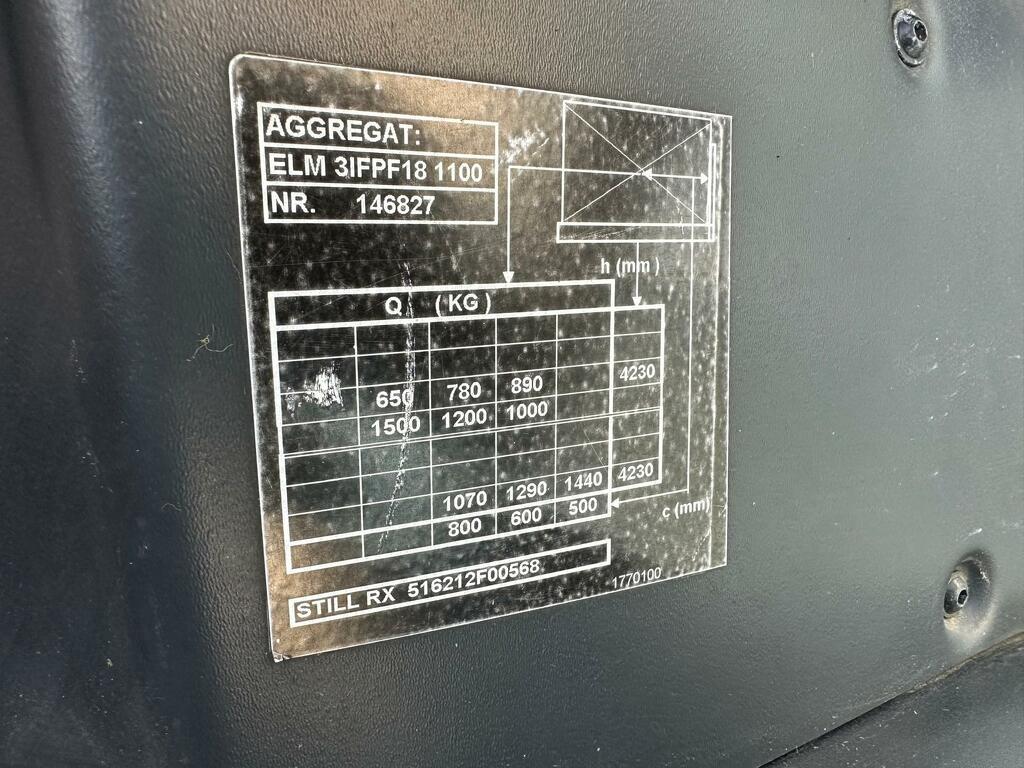 AGGREGAT:
ELM 3IFPF18 1100
NR. 146827
h (mm)
Q (KG)
650 780 890 4230
1500 1200 1000
1070 1290 1440 4230
800 600 500
c (mm)
STILL RX 516212F00568
1770100